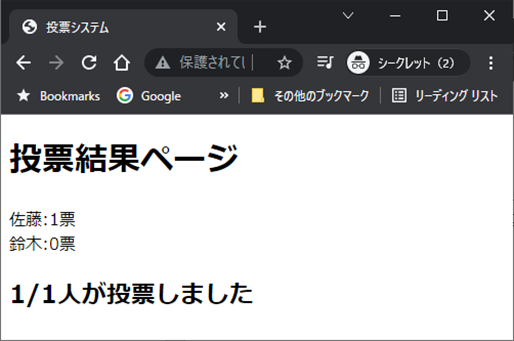 投票システム
保護されてい
シークレット (2)
Bookmarks
Google
»
その他のブックマーク
リーディング リスト
投票結果ページ
佐藤:1票
鈴木:0票
1/1人が投票しました